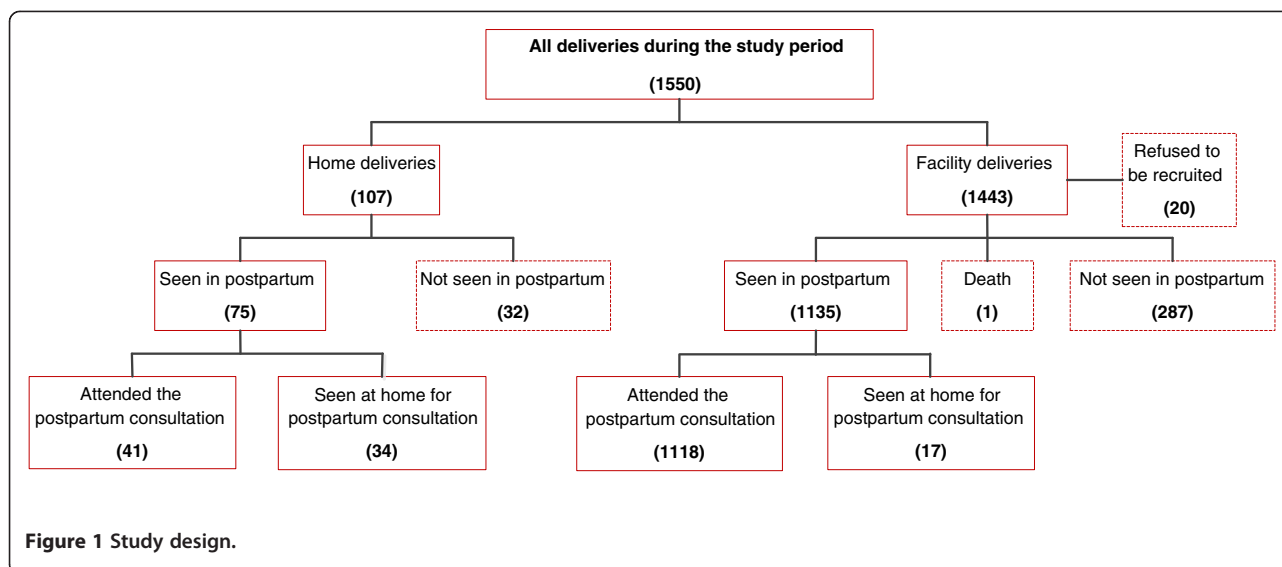 All deliveries during the study period
(1550)
Home deliveries
(107)
Facility deliveries
(1443)
Refused to
be recruited
(20)
Seen in postpartum
(75)
Not seen in postpartum
(32)
Seen in postpartum
(1135)
Death
(1)
Not seen in postpartum
(287)
Attended the
postpartum consultation
(41)
Seen at home for
postpartum consultation
(34)
Attended the
postpartum consultation
(1118)
Seen at home for
postpartum consultation
(17)
Figure 1 Study design.